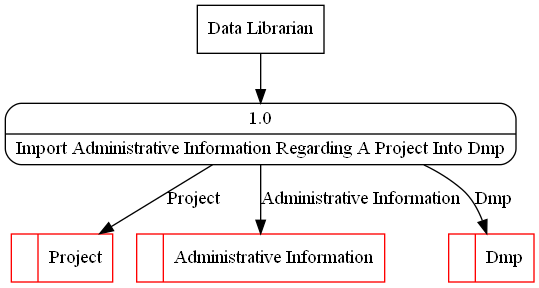 Data Librarian
1.0
Import Administrative Information Regarding A Project Into Dmp
Project
Administrative Information
Dmp
Project
Administrative Information
Dmp